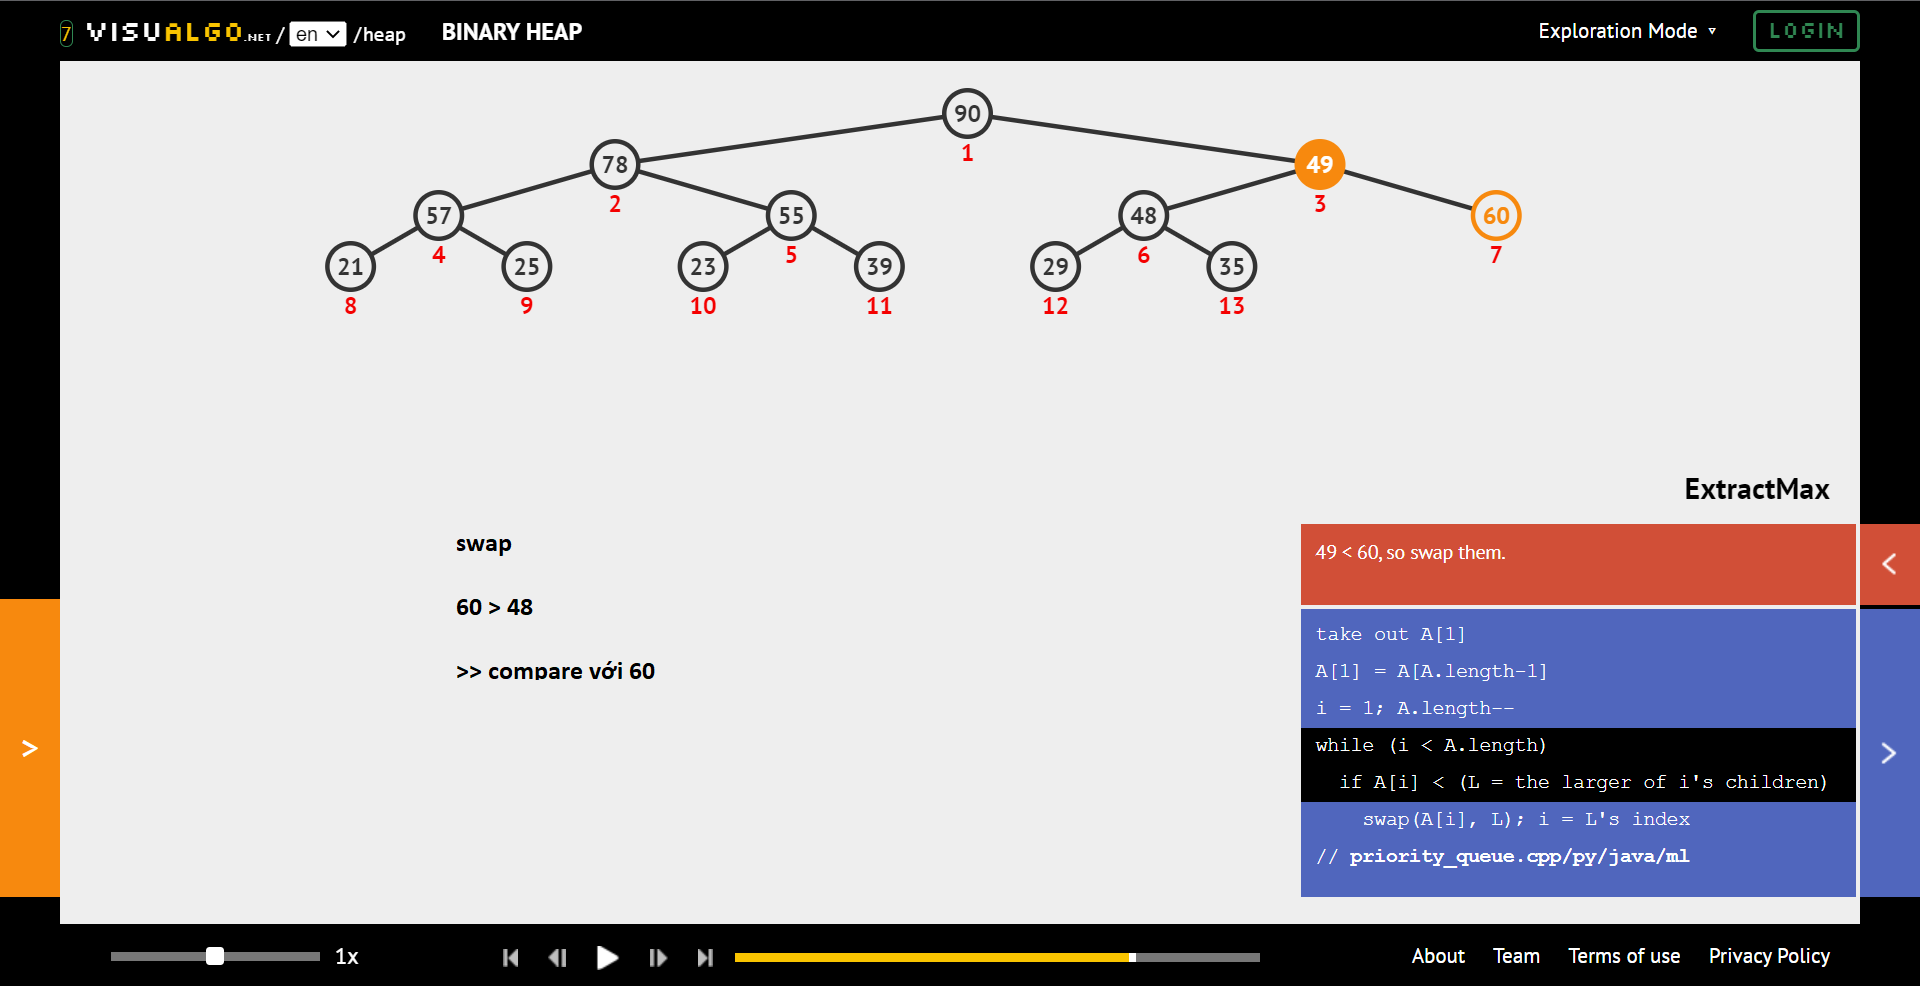 7 VISUALGO.NET / en /heap BINARY HEAP Exploration Mode ▾ LOGIN
90
1
78 49
2 3
57 55 48 60
4 5 6 7
21 25 23 39 29 35
8 9 10 11 12 13
ExtractMax
swap
60 > 48
>> compare với 60
49 < 60, so swap them.
take out A[1]
A[1] = A[A.length-1]
i = 1; A.length--
while (i < A.length)
if A[i] < (L = the larger of i's children)
swap(A[i], L); i = L's index
// priority_queue.cpp/py/java/ml
1x
About Team Terms of use Privacy Policy